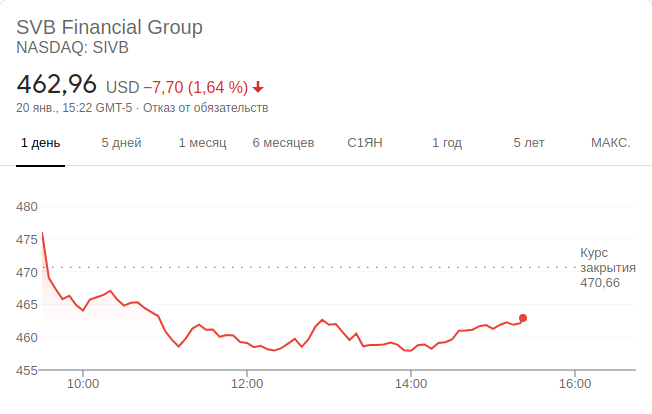 SVB Financial Group
NASDAQ: SIVB
462,96 USD −7,70 (1,64 %)
20 янв., 15:22 GMT-5 · Отказ от обязательств
1 день 5 дней 1 месяц 6 месяцев С1ЯН 1 год 5 лет МАКС.
480
475
470
465
460
455
Курс
закрытия
470,66
10:00 12:00 14:00 16:00